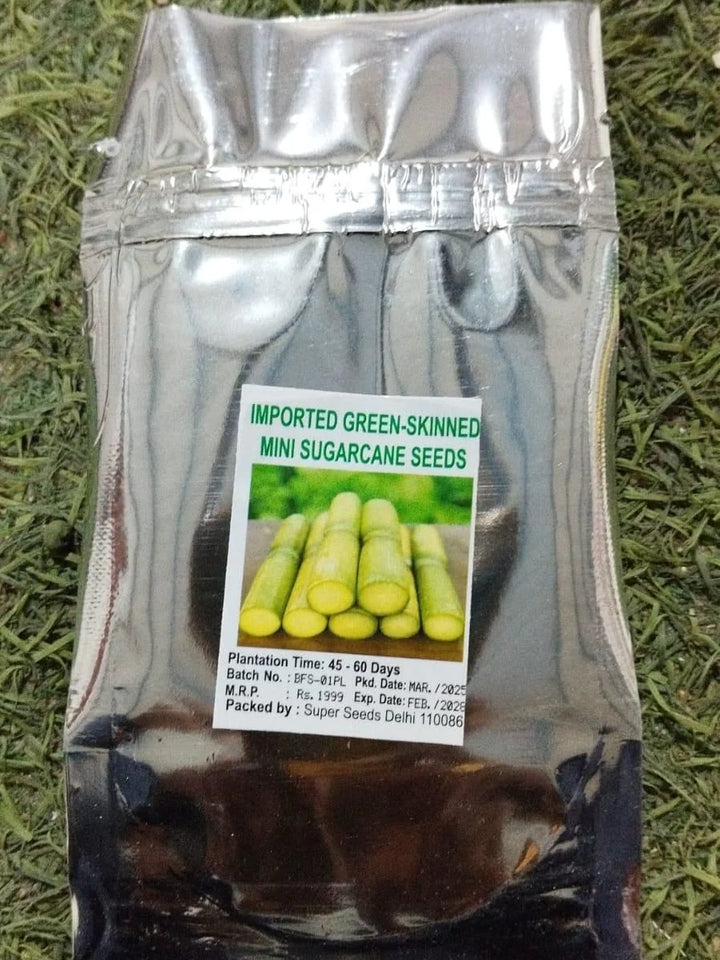 IMPORTED GREEN-SKINNED
MINI SUGARCANE SEEDS
Plantation Time: 45 - 60 Days
Batch No. : BFS-01PL Pkd. Date: MAR. / 2025
M.R.P. : Rs. 1999 Exp. Date: FEB. / 2028
Packed by : Super Seeds Delhi 110086